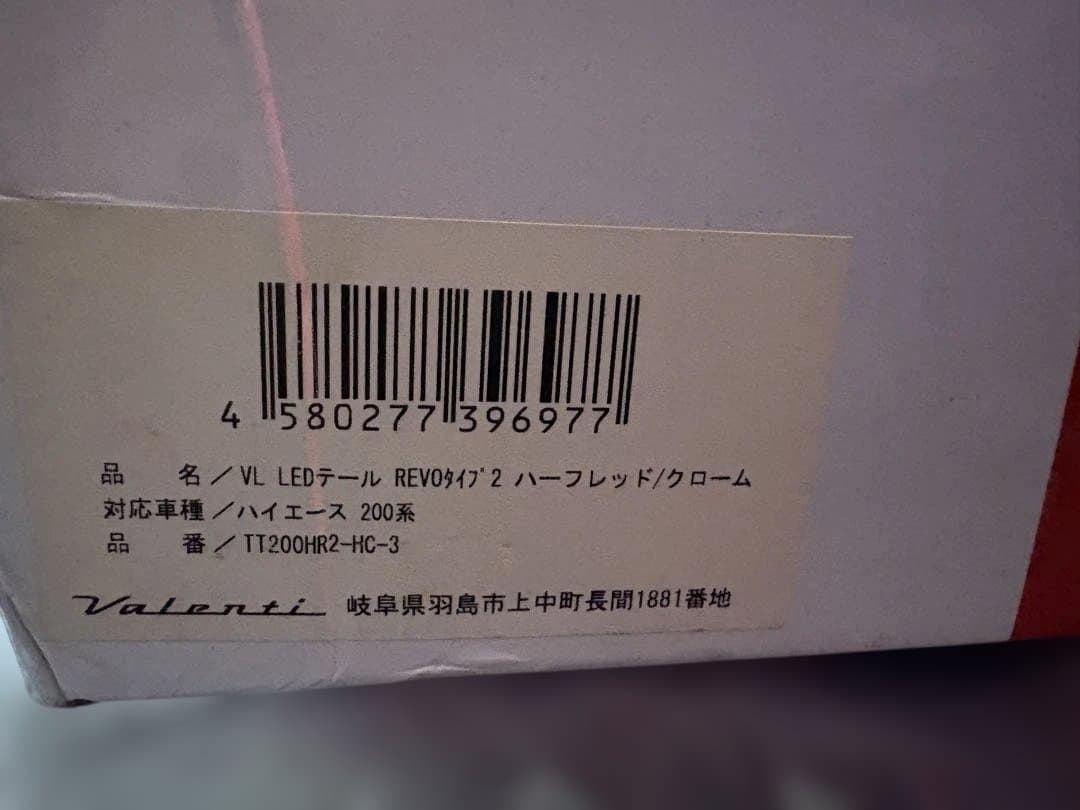 4 580277 396977
品　　名／VL LEDテール REVOﾀｲﾌﾟ2 ハーフレッド/クローム
対応車種／ハイエース 200系
品　　番／TT200HR2-HC-3
Valenti 岐阜県羽島市上中町長間1881番地